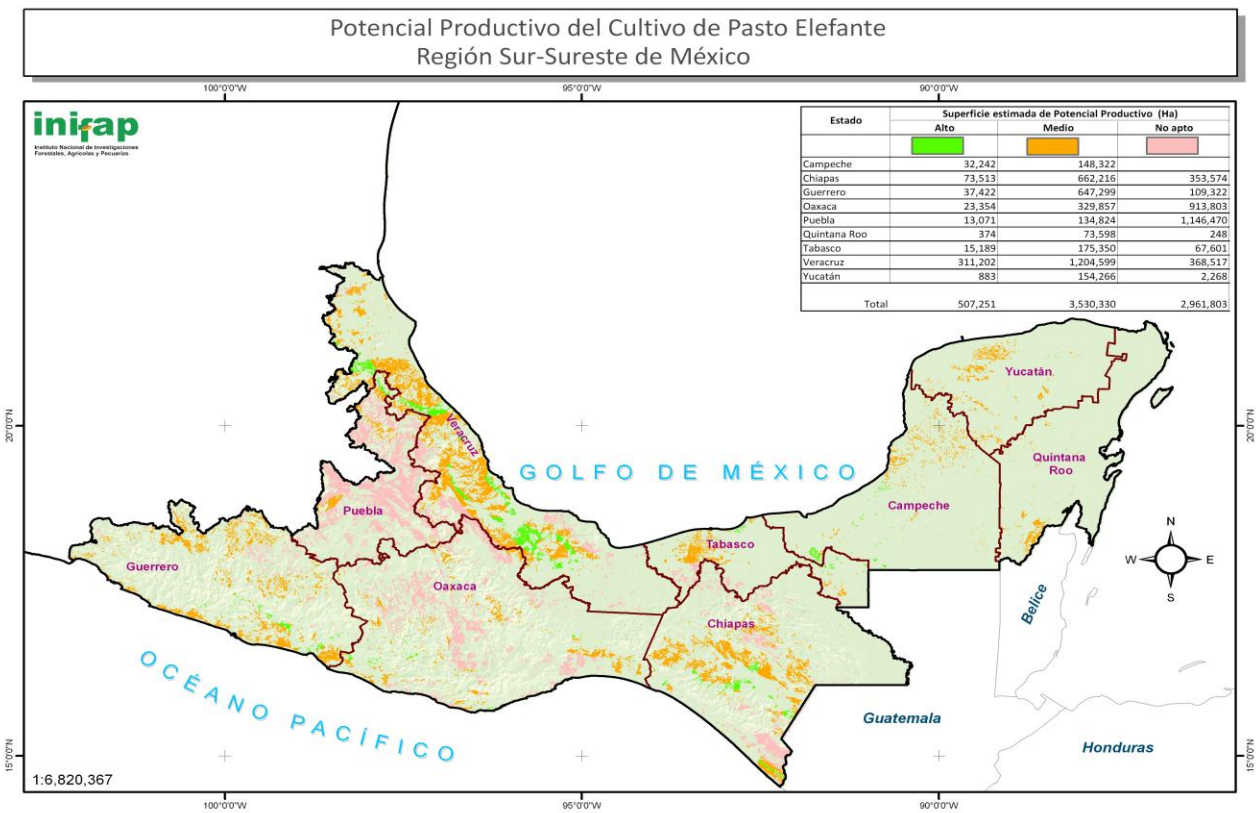 Potencial Productivo del Cultivo de Pasto Elefante
Región Sur-Sureste de México
100°0'0"W 95°0'0"W 90°0'0"W
inifap
Instituto Nacional de Investigaciones
Forestales, Agrícolas y Pecuarias
Estado Superficie estimada de Potencial Productivo (Ha)
Alto Medio No apto
Campeche 32,242 148,322
Chiapas 73,513 662,216 353,574
Guerrero 37,422 647,299 109,322
Oaxaca 23,354 329,857 913,803
Puebla 13,071 134,824 1,146,470
Quintana Roo 374 73,598 248
Tabasco 15,189 175,350 67,601
Veracruz 311,202 1,204,599 368,517
Yucatán 883 154,266 2,268
Total 507,251 3,530,330 2,961,803
Yucatán
20°0'0"N 20°0'0"N
Veracruz
Quintana
Roo
GOLFO DE MÉXICO
Campeche
Puebla
N
Tabasco
W E
Guerrero
Oaxaca
S
Belice
Chiapas
OCÉANO PACÍFICO
Guatemala
Honduras
15°0'0"N 15°0'0"N
1:6,820,367
100°0'0"W 95°0'0"W 90°0'0"W